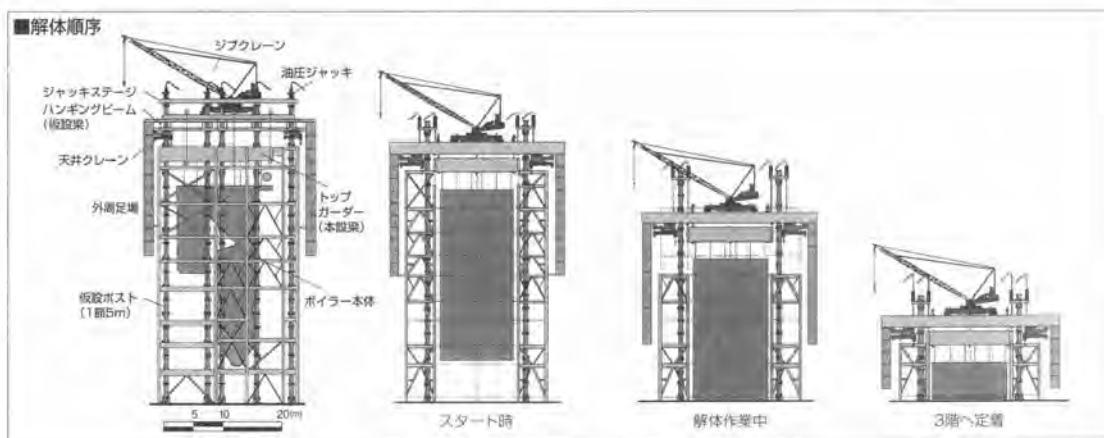 ■解体順序
ジブクレーン
油圧ジャッキ
ジャッキステージ
ハンギングビーム
(仮設梁)
天井クレーン
外周足場
トップ
ガーダー
(本設梁)
仮設ポスト
(1節5m)
ボイラー本体
5 10 20(m)
スタート時
解体作業中
3階へ定着